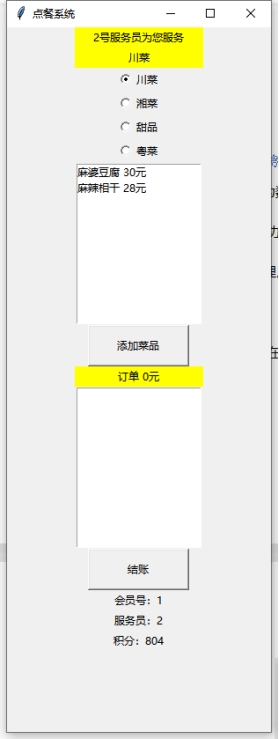 点餐系统
2号服务员为您服务
川菜
川菜
湘菜
甜品
粤菜
麻婆豆腐 30元
麻辣相干 28元
添加菜品
订单 0元
结账
会员号：1
服务员：2
积分：804